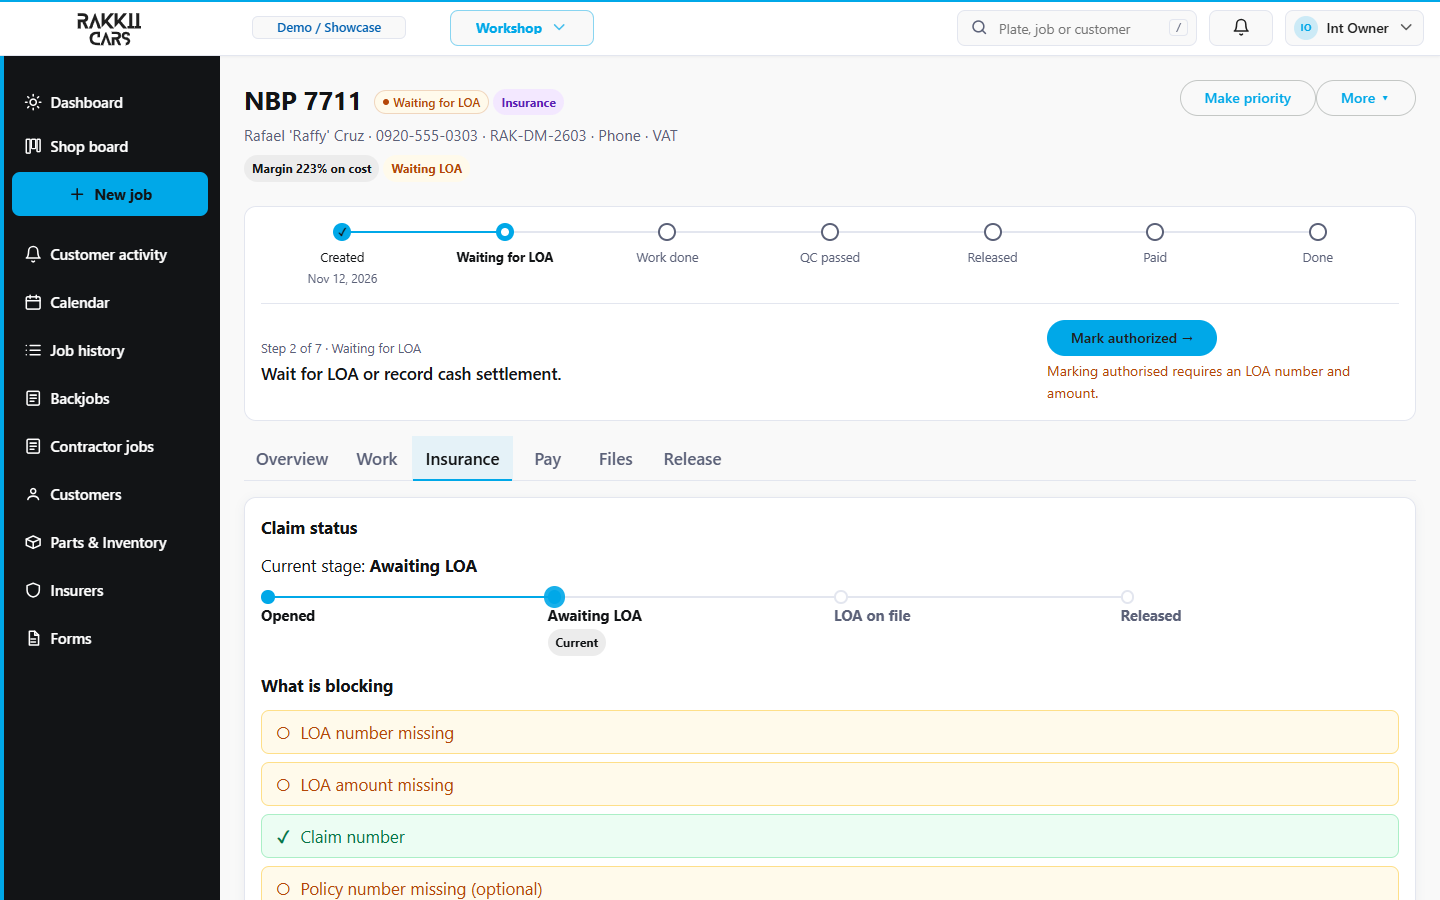 RAKKII
CARS
Demo / Showcase
Workshop
Plate, job or customer
/
IO
Int Owner
Dashboard
Shop board
+ New job
Customer activity
Calendar
Job history
Backjobs
Contractor jobs
Customers
Parts & Inventory
Insurers
Forms
NBP 7711
Waiting for LOA
Insurance
Make priority
More
Rafael 'Raffy' Cruz · 0920-555-0303 · RAK-DM-2603 · Phone · VAT
Margin 223% on cost
Waiting LOA
Created
Nov 12, 2026
Waiting for LOA
Work done
QC passed
Released
Paid
Done
Step 2 of 7 · Waiting for LOA
Wait for LOA or record cash settlement.
Mark authorized →
Marking authorised requires an LOA number and
amount.
Overview
Work
Insurance
Pay
Files
Release
Claim status
Current stage: Awaiting LOA
Opened
Awaiting LOA
Current
LOA on file
Released
What is blocking
LOA number missing
LOA amount missing
✓ Claim number
Policy number missing (optional)